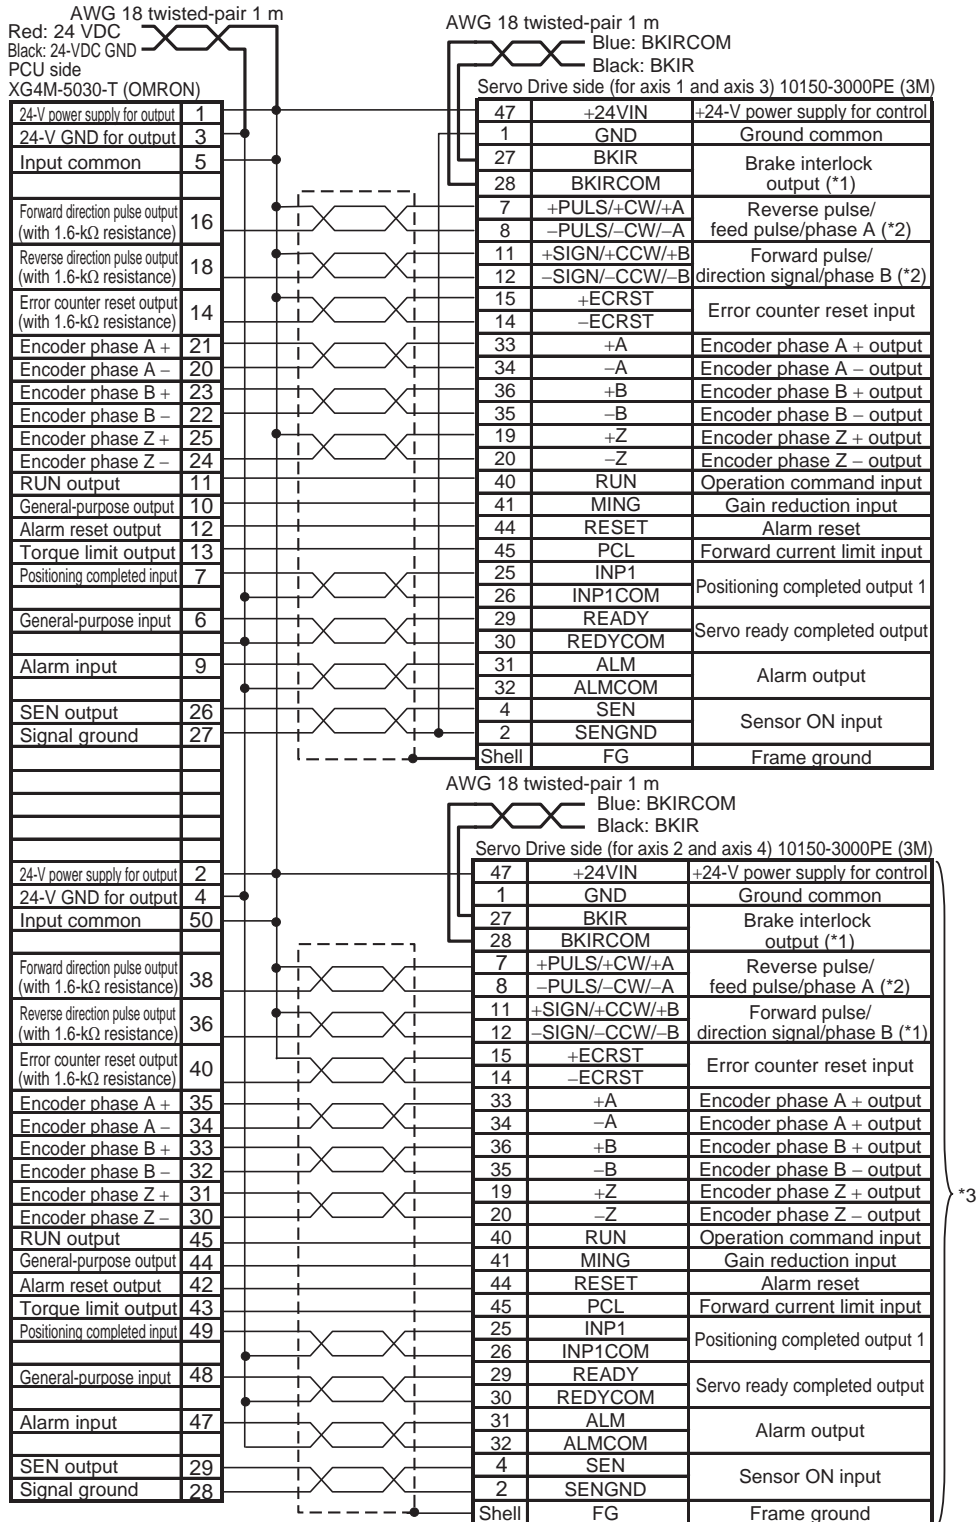 AWG 18 twisted-pair 1 m
Red: 24 VDC
Black: 24-VDC GND
PCU side
XG4M-5030-T (OMRON)
24-V power supply for output 1
24-V GND for output 3
Input common 5
Forward direction pulse output
(with 1.6-kΩ resistance) 16
Reverse direction pulse output
(with 1.6-kΩ resistance) 18
Error counter reset output
(with 1.6-kΩ resistance) 14
Encoder phase A + 21
Encoder phase A − 20
Encoder phase B + 23
Encoder phase B − 22
Encoder phase Z + 25
Encoder phase Z − 24
RUN output 11
General-purpose output 10
Alarm reset output 12
Torque limit output 13
Positioning completed input 7
General-purpose input 6
Alarm input 9
SEN output 26
Signal ground 27
24-V power supply for output 2
24-V GND for output 4
Input common 50
Forward direction pulse output
(with 1.6-kΩ resistance) 38
Reverse direction pulse output
(with 1.6-kΩ resistance) 36
Error counter reset output
(with 1.6-kΩ resistance) 40
Encoder phase A + 35
Encoder phase A − 34
Encoder phase B + 33
Encoder phase B − 32
Encoder phase Z + 31
Encoder phase Z − 30
RUN output 45
General-purpose output 44
Alarm reset output 42
Torque limit output 43
Positioning completed input 49
General-purpose input 48
Alarm input 47
SEN output 29
Signal ground 28
AWG 18 twisted-pair 1 m
Blue: BKIRCOM
Black: BKIR
Servo Drive side (for axis 1 and axis 3) 10150-3000PE (3M)
47 +24VIN +24-V power supply for control
1 GND Ground common
27 BKIR Brake interlock
28 BKIRCOM output (*1)
7 +PULS/+CW/+A Reverse pulse/
8 −PULS/−CW/−A feed pulse/phase A (*2)
11 +SIGN/+CCW/+B Forward pulse/
12 −SIGN/−CCW/−B direction signal/phase B (*2)
15 +ECRST Error counter reset input
14 −ECRST
33 +A Encoder phase A + output
34 −A Encoder phase A − output
36 +B Encoder phase B + output
35 −B Encoder phase B − output
19 +Z Encoder phase Z + output
20 −Z Encoder phase Z − output
40 RUN Operation command input
41 MING Gain reduction input
44 RESET Alarm reset
45 PCL Forward current limit input
25 INP1 Positioning completed output 1
26 INP1COM
29 READY Servo ready completed output
30 REDYCOM
31 ALM Alarm output
32 ALMCOM
4 SEN Sensor ON input
2 SENGND
Shell FG Frame ground
AWG 18 twisted-pair 1 m
Blue: BKIRCOM
Black: BKIR
Servo Drive side (for axis 2 and axis 4) 10150-3000PE (3M)
47 +24VIN +24-V power supply for control
1 GND Ground common
27 BKIR Brake interlock
28 BKIRCOM output (*1)
7 +PULS/+CW/+A Reverse pulse/
8 −PULS/−CW/−A feed pulse/phase A (*2)
11 +SIGN/+CCW/+B Forward pulse/
12 −SIGN/−CCW/−B direction signal/phase B (*1)
15 +ECRST Error counter reset input
14 −ECRST
33 +A Encoder phase A + output
34 −A Encoder phase A + output
36 +B Encoder phase B + output
35 −B Encoder phase B − output
19 +Z Encoder phase Z + output
20 −Z Encoder phase Z − output
40 RUN Operation command input
41 MING Gain reduction input
44 RESET Alarm reset
45 PCL Forward current limit input
25 INP1 Positioning completed output 1
26 INP1COM
29 READY Servo ready completed output
30 REDYCOM
31 ALM Alarm output
32 ALMCOM
4 SEN Sensor ON input
2 SENGND
Shell FG Frame ground
*3